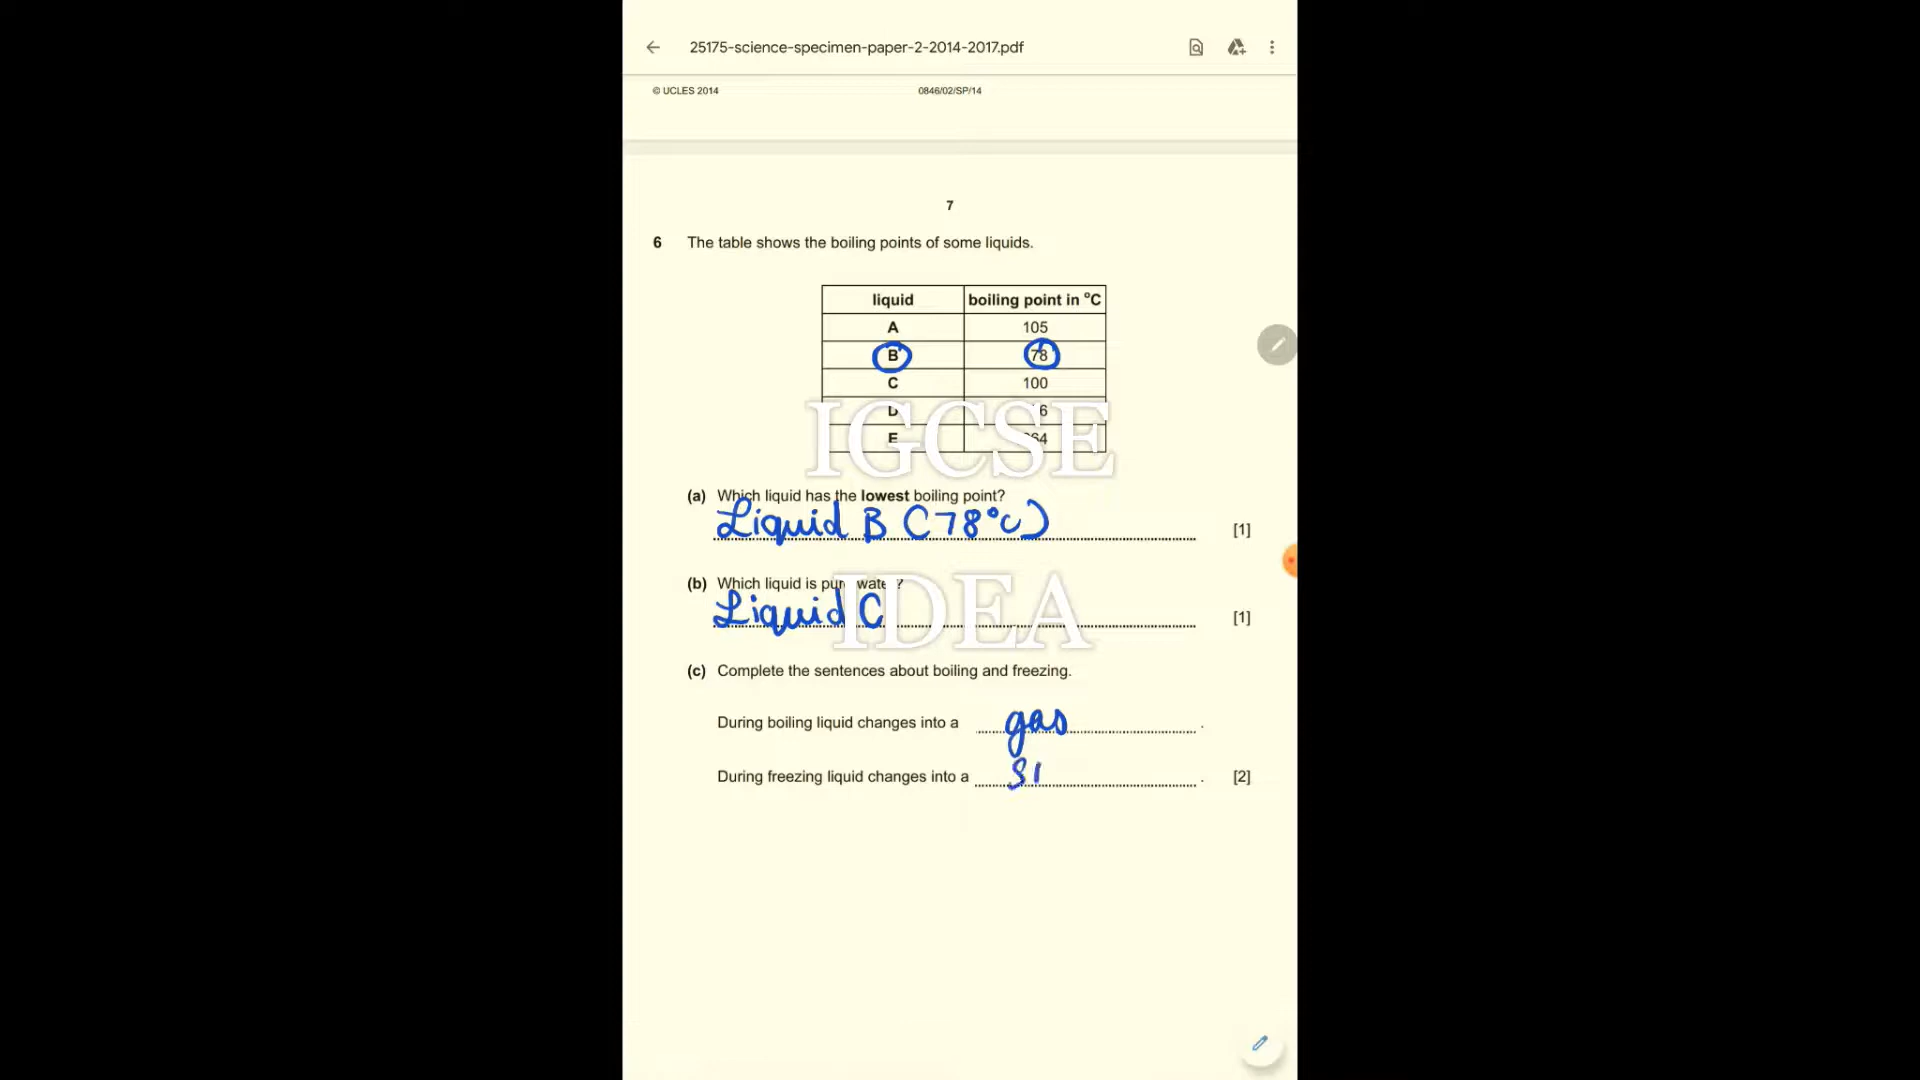 25175-science-specimen-paper-2-2014-2017.pdf
© UCLES 2014 0846/02/SP/14
7
6 The table shows the boiling points of some liquids.
liquid boiling point in °C
A 105
B 78
C 100
D
E
IGCSE
(a) Which liquid has the lowest boiling point?
Liquid B (78°C) [1]
(b) Which liquid is pure water?
Liquid C [1]
IDEA
(c) Complete the sentences about boiling and freezing.
During boiling liquid changes into a gas.
During freezing liquid changes into a . [2]